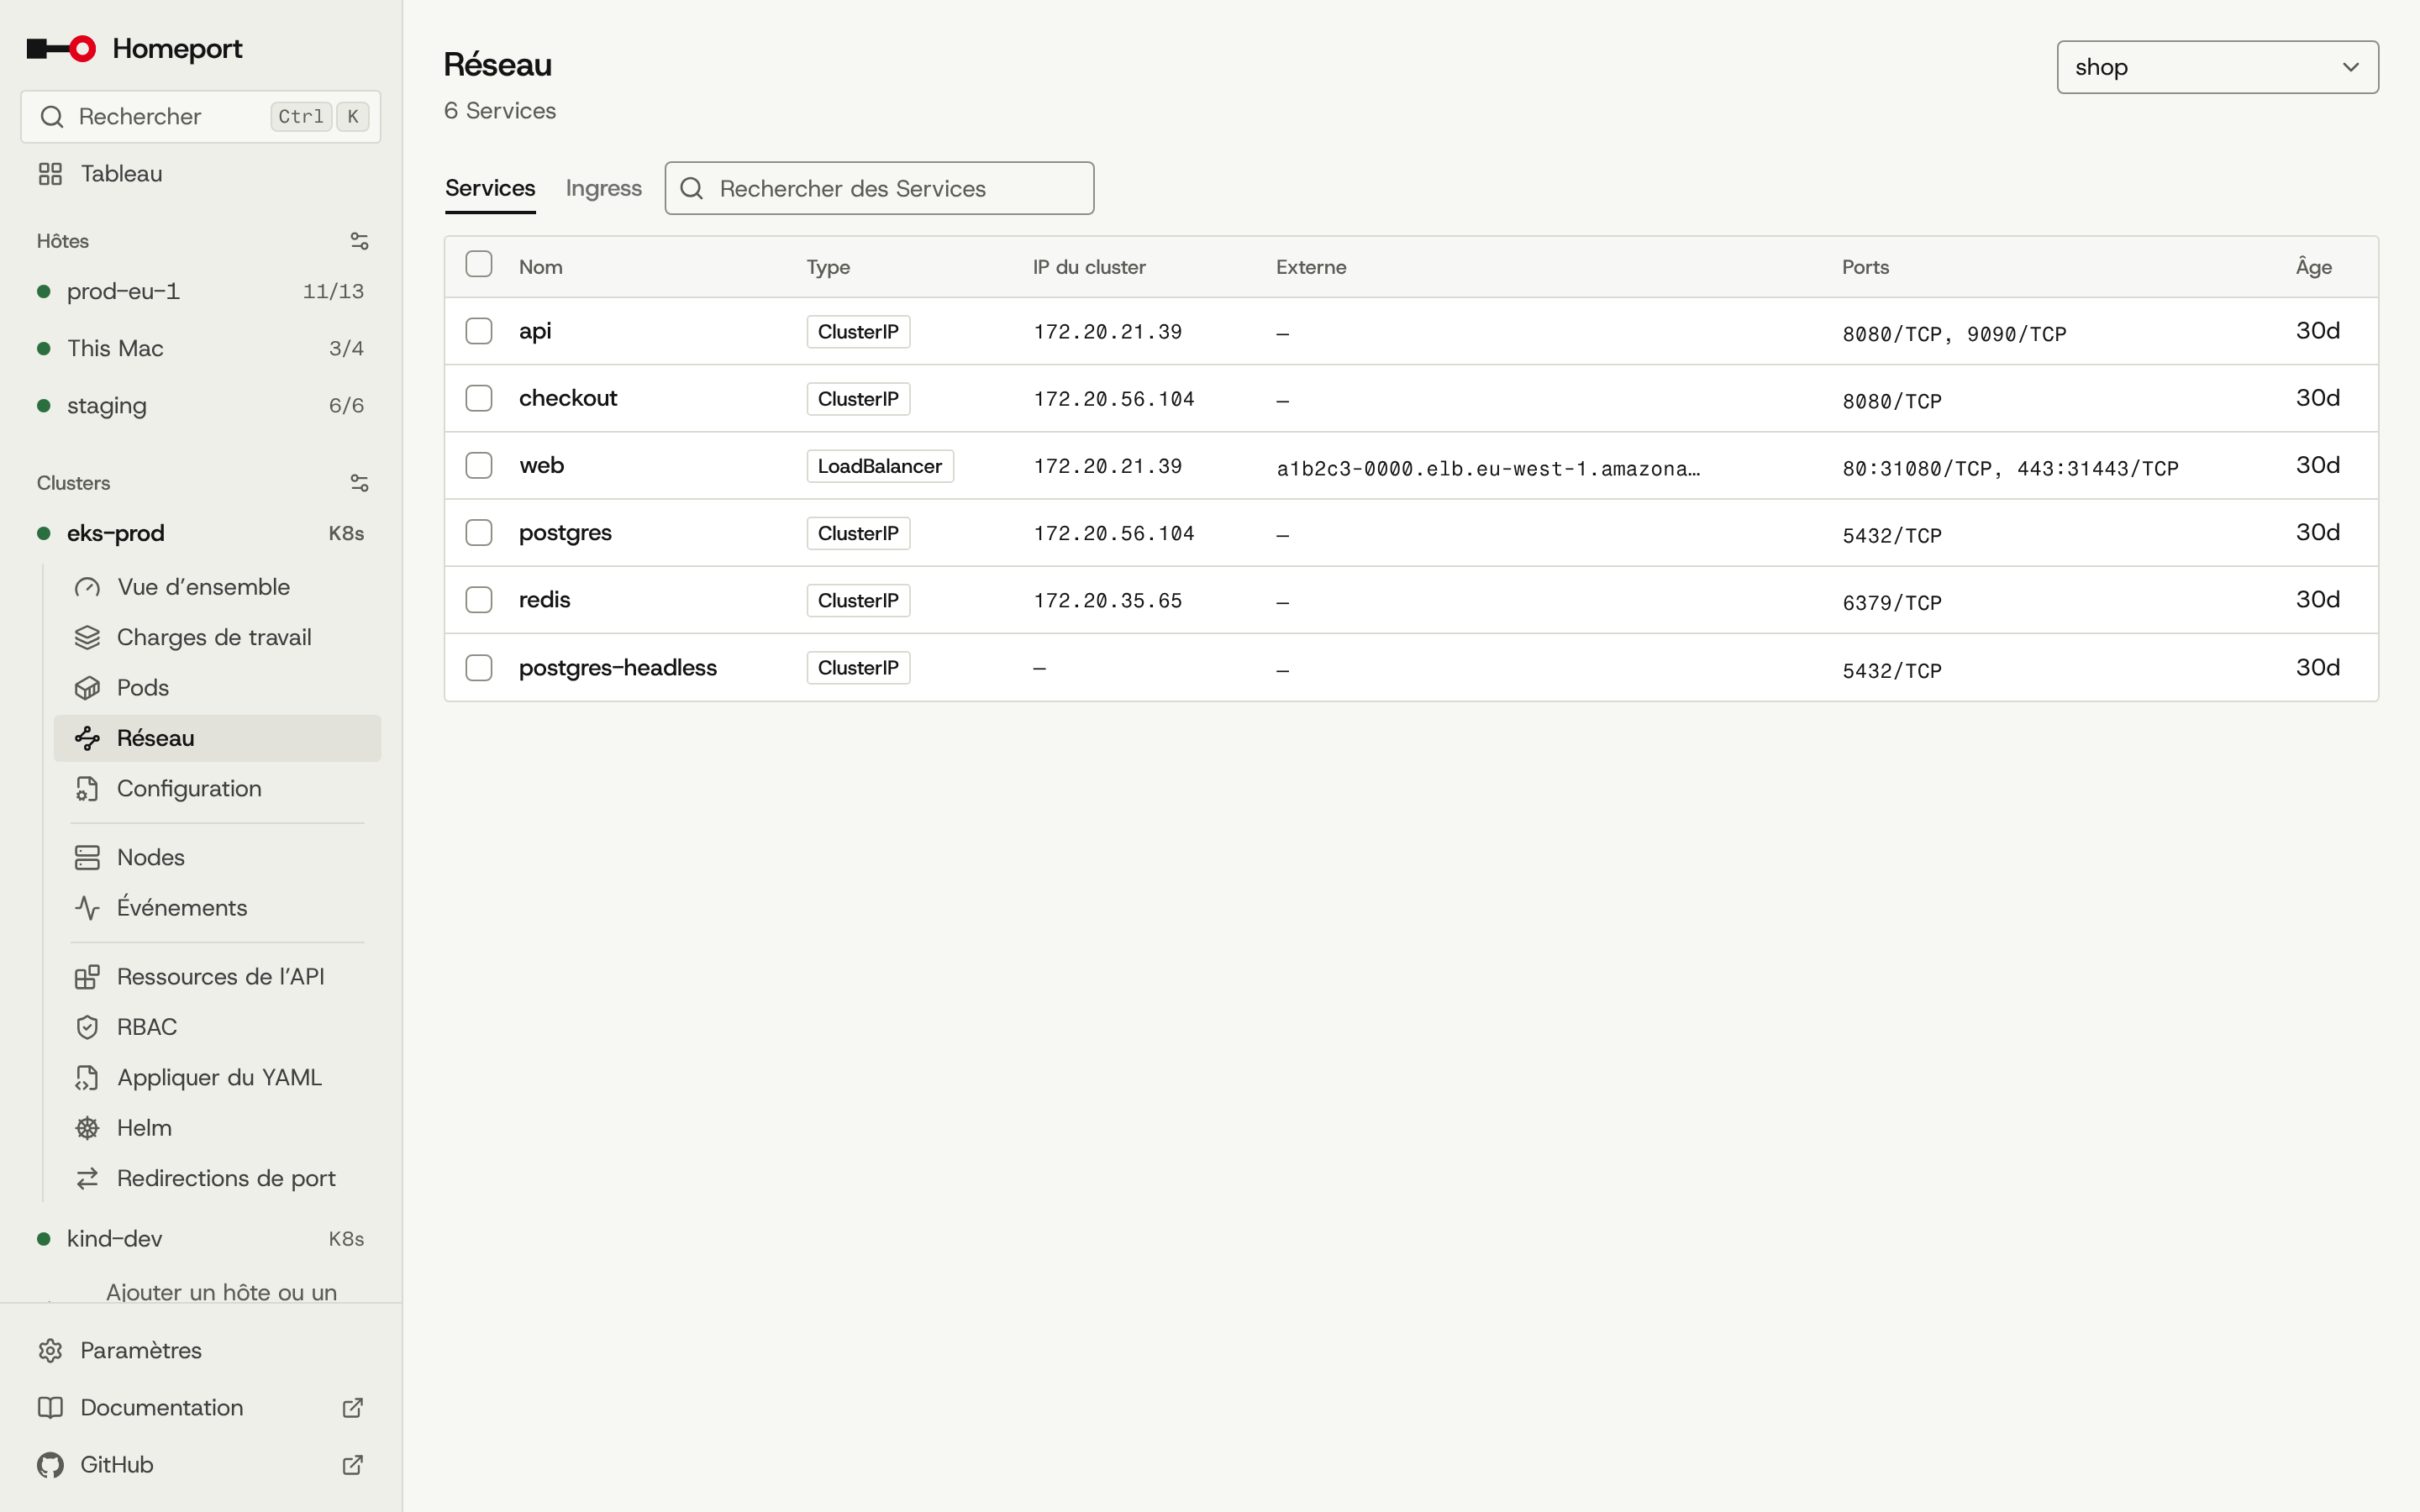 Homeport
Rechercher Ctrl K
Tableau
Hôtes
prod-eu-1 11/13
This Mac 3/4
staging 6/6
Clusters
eks-prod K8s
Vue d’ensemble
Charges de travail
Pods
Réseau
Configuration
Nodes
Événements
Ressources de l’API
RBAC
Appliquer du YAML
Helm
Redirections de port
kind-dev K8s
Ajouter un hôte ou un
Paramètres
Documentation
GitHub
Réseau
6 Services
shop
Services Ingress Rechercher des Services
Nom Type IP du cluster Externe Ports Âge
api ClusterIP 172.20.21.39 — 8080/TCP, 9090/TCP 30d
checkout ClusterIP 172.20.56.104 — 8080/TCP 30d
web LoadBalancer 172.20.21.39 a1b2c3-0000.elb.eu-west-1.amazona… 80:31080/TCP, 443:31443/TCP 30d
postgres ClusterIP 172.20.56.104 — 5432/TCP 30d
redis ClusterIP 172.20.35.65 — 6379/TCP 30d
postgres-headless ClusterIP — — 5432/TCP 30d